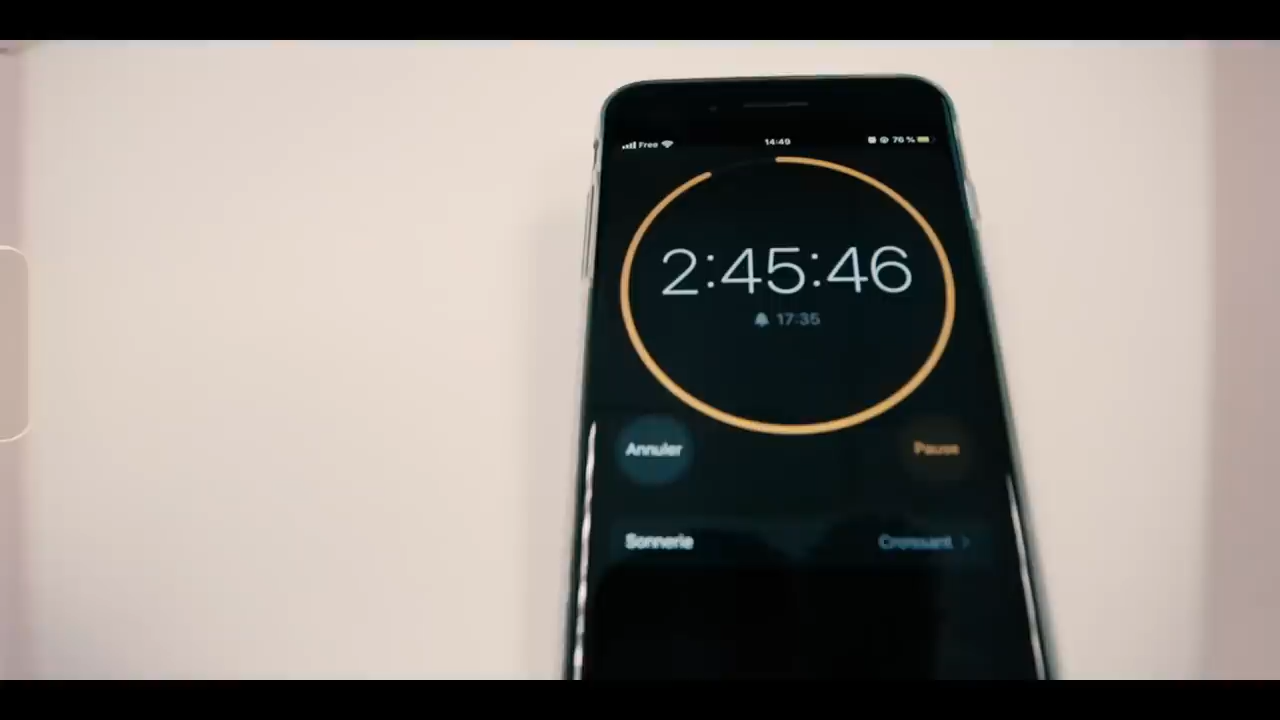 Free 14:49 76 %
2:45:46
17:35
Annuler Pause
Sonnerie Croissant